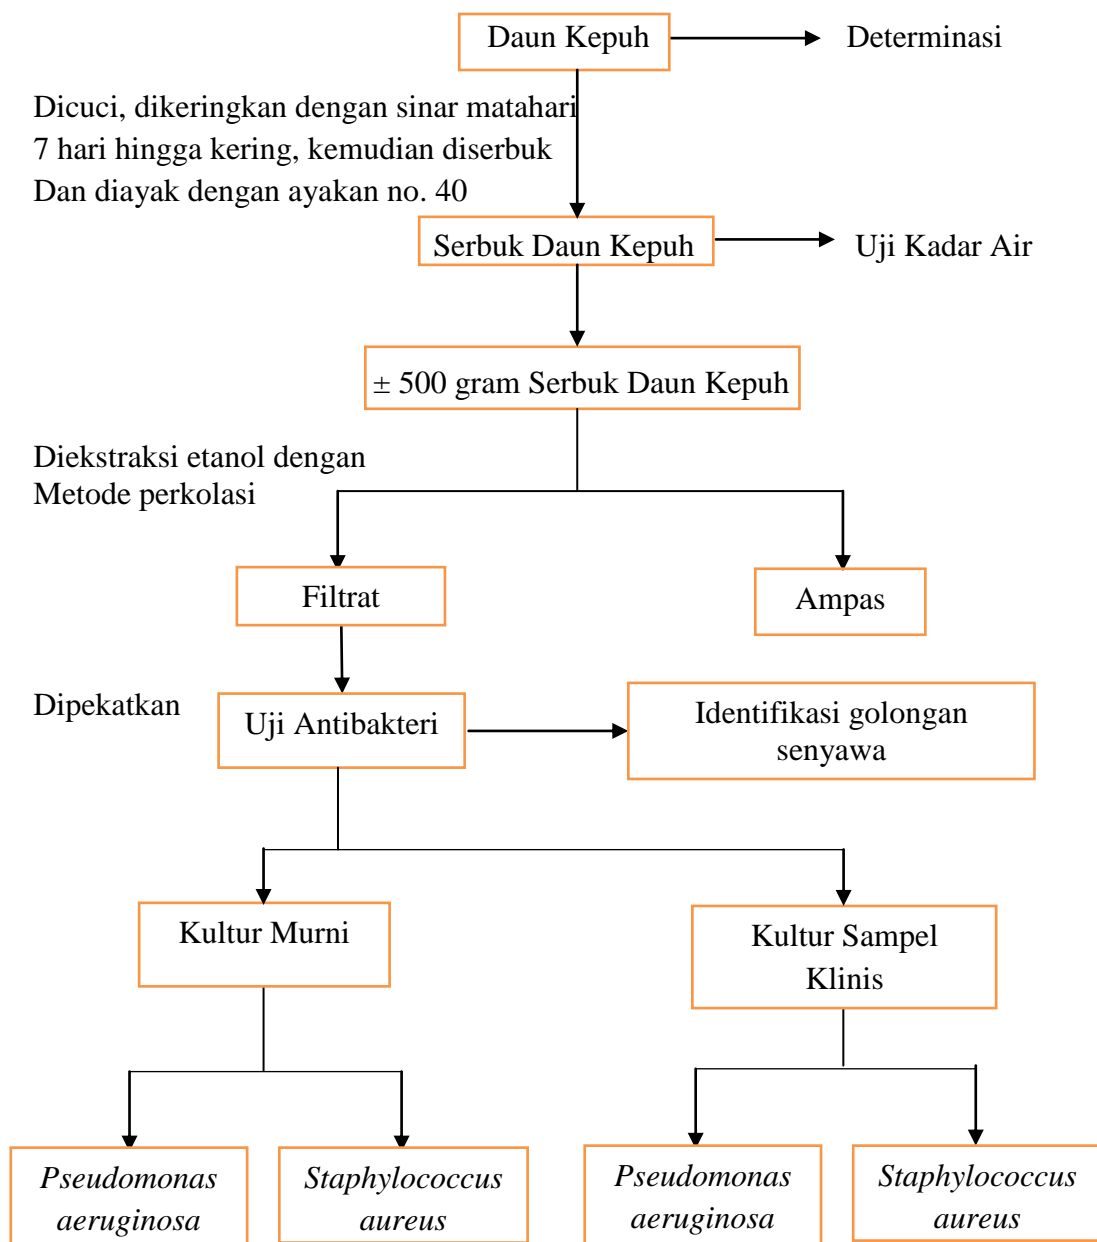 Daun Kepuh
Determinasi
Dicuci, dikeringkan dengan sinar matahari
7 hari hingga kering, kemudian diserbuk
Dan diayak dengan ayakan no. 40
Serbuk Daun Kepuh
Uji Kadar Air
± 500 gram Serbuk Daun Kepuh
Diekstraksi etanol dengan
Metode perkolasi
Filtrat
Ampas
Dipekatkan
Uji Antibakteri
Identifikasi golongan
senyawa
Kultur Murni
Kultur Sampel
Klinis
Pseudomonas
aeruginosa
Staphylococcus
aureus
Pseudomonas
aeruginosa
Staphylococcus
aureus